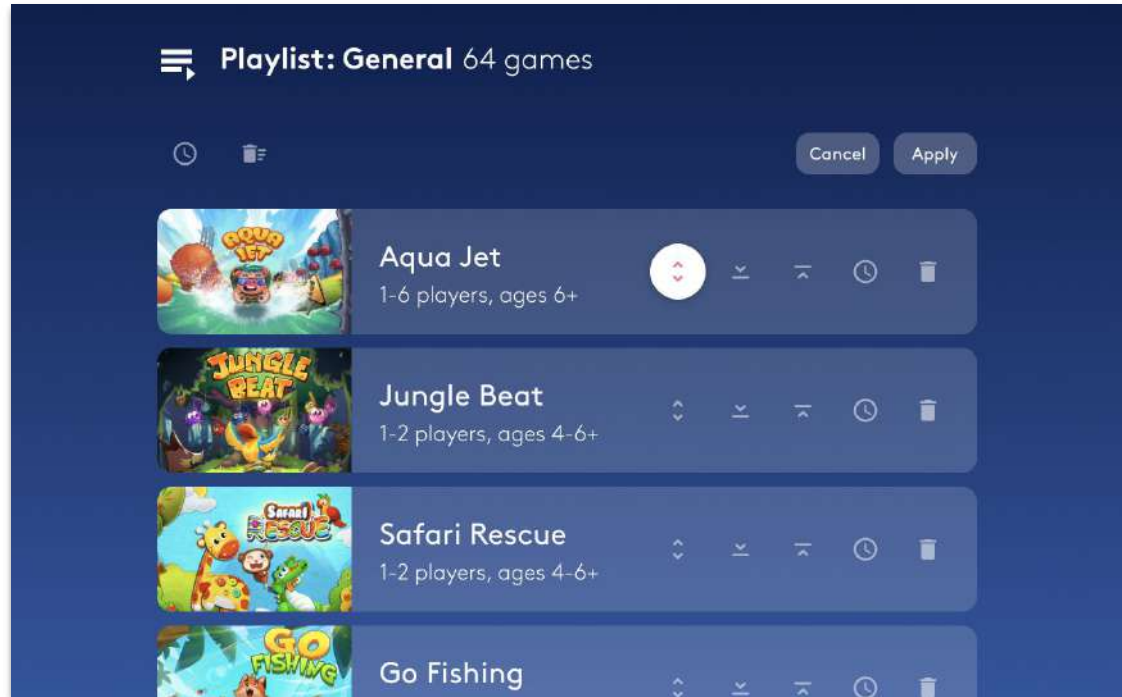 Playlist: General 64 games
Cancel Apply
AQUA
JET
Aqua Jet
1-6 players, ages 6+
JUNGLE
BEAT
Jungle Beat
1-2 players, ages 4-6+
Safari
RESCUE
Safari Rescue
1-2 players, ages 4-6+
GO
FISHING
Go Fishing